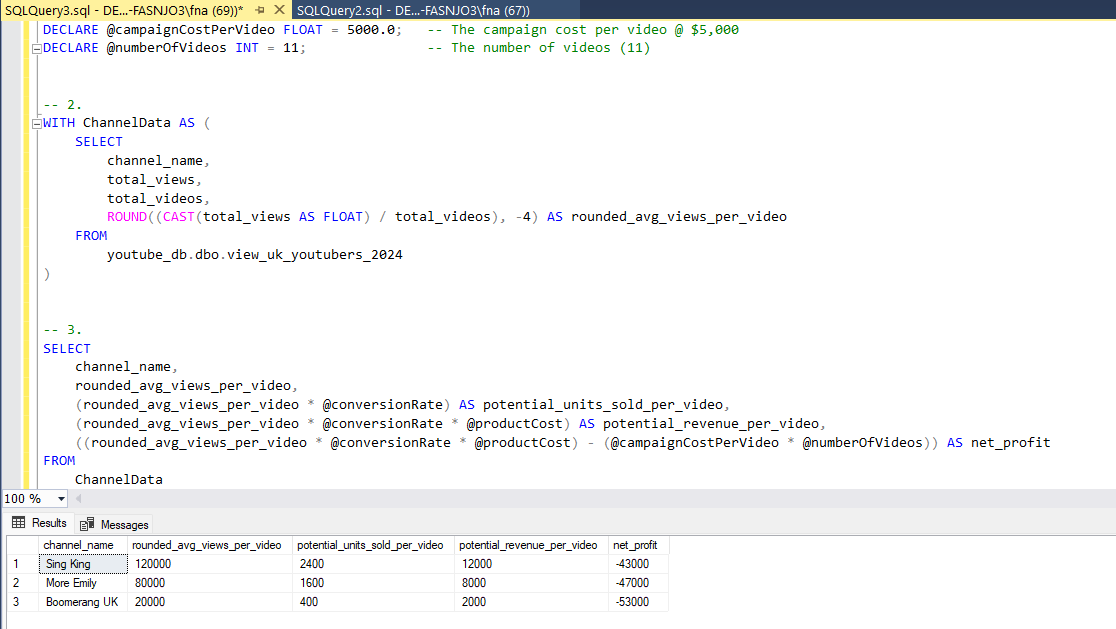 SQLQuery3.sql - DE...-FASNJO3\fna (69))* SQLQuery2.sql - DE...-FASNJO3\fna (67))
DECLARE @campaignCostPerVideo FLOAT = 5000.0;   -- The campaign cost per video @ $5,000
DECLARE @numberOfVideos INT = 11;               -- The number of videos (11)
-- 2.
WITH ChannelData AS (
    SELECT
        channel_name,
        total_views,
        total_videos,
        ROUND((CAST(total_views AS FLOAT) / total_videos), -4) AS rounded_avg_views_per_video
    FROM
        youtube_db.dbo.view_uk_youtubers_2024
)
-- 3.
SELECT
    channel_name,
    rounded_avg_views_per_video,
    (rounded_avg_views_per_video * @conversionRate) AS potential_units_sold_per_video,
    (rounded_avg_views_per_video * @conversionRate * @productCost) AS potential_revenue_per_video,
    ((rounded_avg_views_per_video * @conversionRate * @productCost) - (@campaignCostPerVideo * @numberOfVideos)) AS net_profit
FROM
    ChannelData
100 %
Results Messages
channel_name rounded_avg_views_per_video potential_units_sold_per_video potential_revenue_per_video net_profit
1 Sing King 120000 2400 12000 -43000
2 More Emily 80000 1600 8000 -47000
3 Boomerang UK 20000 400 2000 -53000